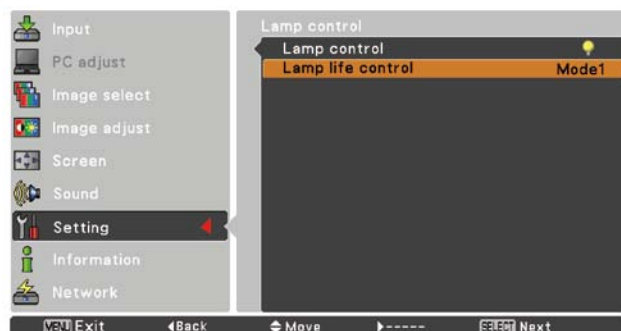 Input
PC adjust
Image select
Image adjust
Screen
Sound
Setting
Information
Network
Lamp control
Lamp control
Lamp life control Mode1
MENU Exit Back Move ----- SELECT Next